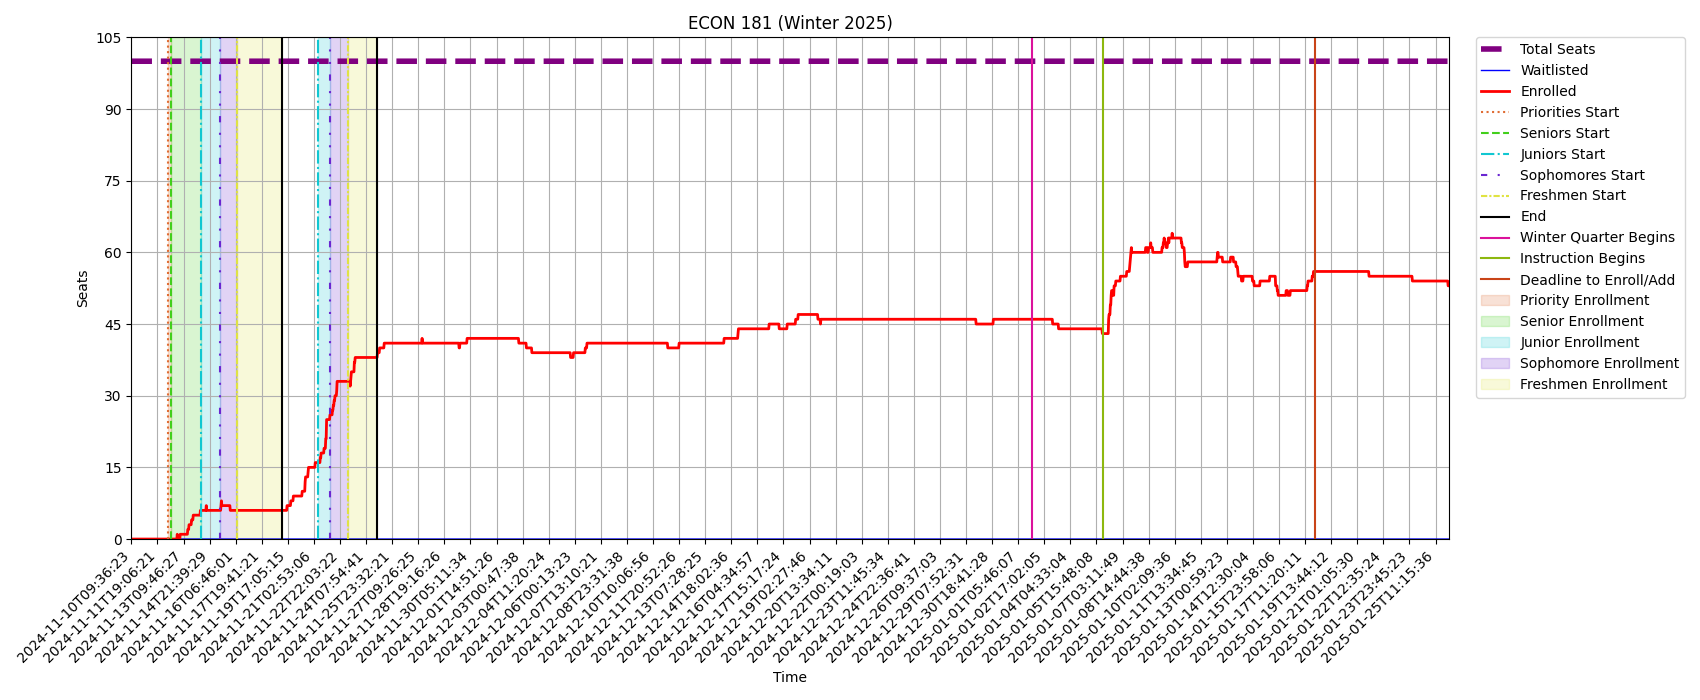 ECON 181 (Winter 2025)
105
90
75
60
45
30
15
0
Seats
2024-11-10T09:36:23
2024-11-11T19:06:21
2024-11-13T09:46:27
2024-11-14T21:39:29
2024-11-16T06:46:01
2024-11-17T19:41:21
2024-11-19T17:05:15
2024-11-21T02:53:06
2024-11-22T22:03:22
2024-11-24T07:54:41
2024-11-25T23:32:21
2024-11-27T09:26:25
2024-11-28T19:16:29
2024-11-30T05:11:34
2024-12-01T14:51:26
2024-12-03T00:47:38
2024-12-04T11:20:24
2024-12-06T00:13:23
2024-12-07T13:10:21
2024-12-08T23:31:38
2024-12-10T10:06:56
2024-12-11T20:52:26
2024-12-13T07:28:25
2024-12-14T18:02:36
2024-12-16T04:34:57
2024-12-17T15:17:24
2024-12-19T02:27:46
2024-12-20T13:34:11
2024-12-22T00:19:03
2024-12-23T11:45:34
2024-12-24T22:36:41
2024-12-26T09:37:03
2024-12-29T07:52:31
2024-12-30T18:41:28
2025-01-01T05:46:07
2025-01-02T17:02:05
2025-01-04T04:33:04
2025-01-05T15:48:08
2025-01-07T03:11:49
2025-01-08T14:44:38
2025-01-10T02:09:36
2025-01-11T13:34:45
2025-01-13T00:59:23
2025-01-14T12:30:04
2025-01-15T23:58:06
2025-01-17T11:20:11
2025-01-19T13:44:12
2025-01-21T01:05:30
2025-01-22T12:35:24
2025-01-23T23:45:23
2025-01-25T11:15:36
Time
Total Seats
Waitlisted
Enrolled
Priorities Start
Seniors Start
Juniors Start
Sophomores Start
Freshmen Start
End
Winter Quarter Begins
Instruction Begins
Deadline to Enroll/Add
Priority Enrollment
Senior Enrollment
Junior Enrollment
Sophomore Enrollment
Freshmen Enrollment